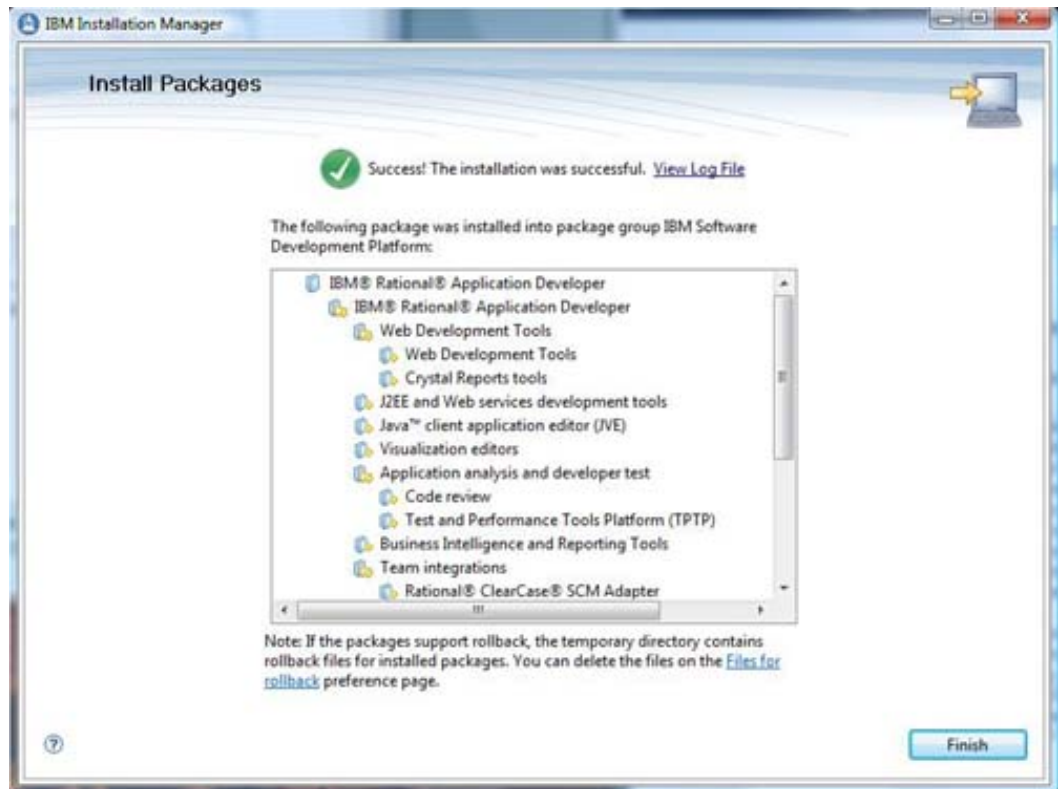 IBM Installation Manager
Install Packages
Success! The installation was successful. View Log File
The following package was installed into package group IBM Software
Development Platform:
IBM® Rational® Application Developer
IBM® Rational® Application Developer
Web Development Tools
Web Development Tools
Crystal Reports tools
J2EE and Web services development tools
Java™ client application editor (JVE)
Visualization editors
Application analysis and developer test
Code review
Test and Performance Tools Platform (TPTP)
Business Intelligence and Reporting Tools
Team integrations
Rational® ClearCase® SCM Adapter
Note: If the packages support rollback, the temporary directory contains
rollback files for installed packages. You can delete the files on the Files for
rollback preference page.
?
Finish